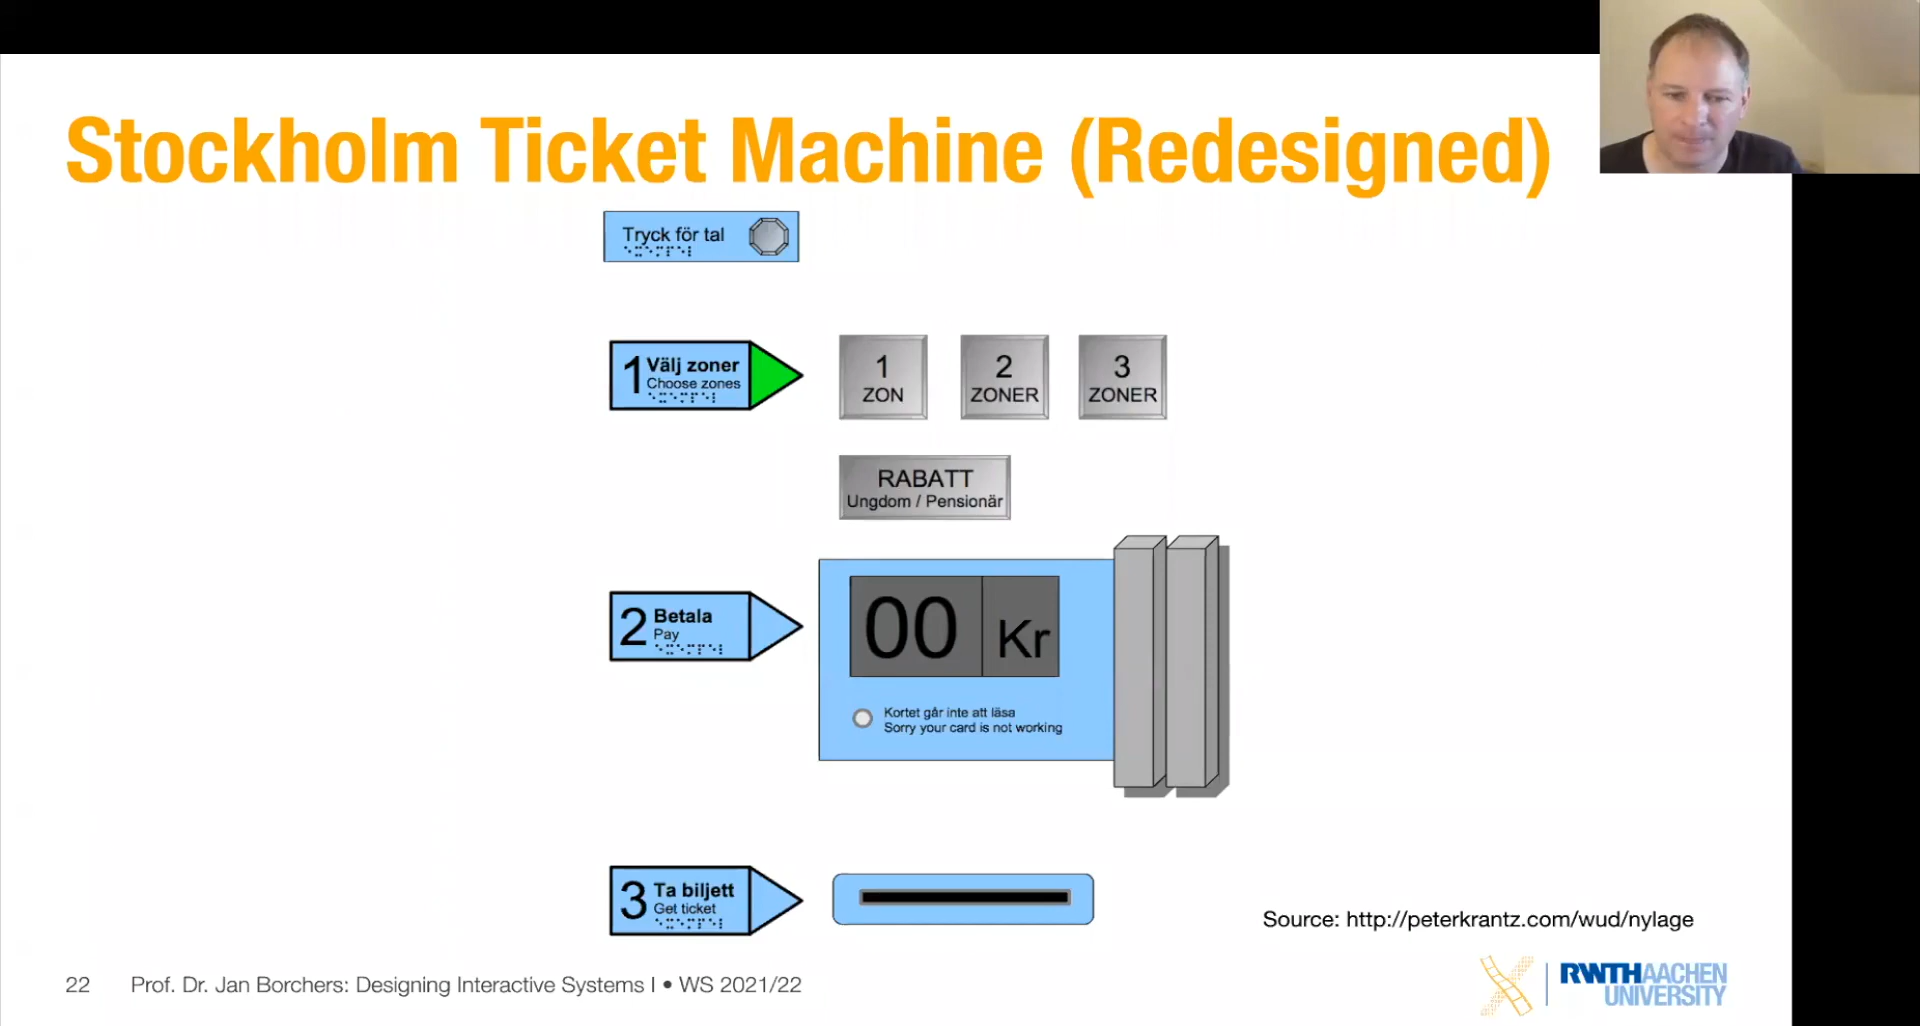 Stockholm Ticket Machine (Redesigned)
Tryck för tal
1 Välj zoner
Choose zones
1
ZON
2
ZONER
3
ZONER
RABATT
Ungdom / Pensionär
2 Betala
Pay
00 Kr
Kortet går inte att läsa
Sorry your card is not working
3 Ta biljett
Get ticket
Source: http://peterkrantz.com/wud/nylage
22 Prof. Dr. Jan Borchers: Designing Interactive Systems I • WS 2021/22
RWTHAACHEN
UNIVERSITY